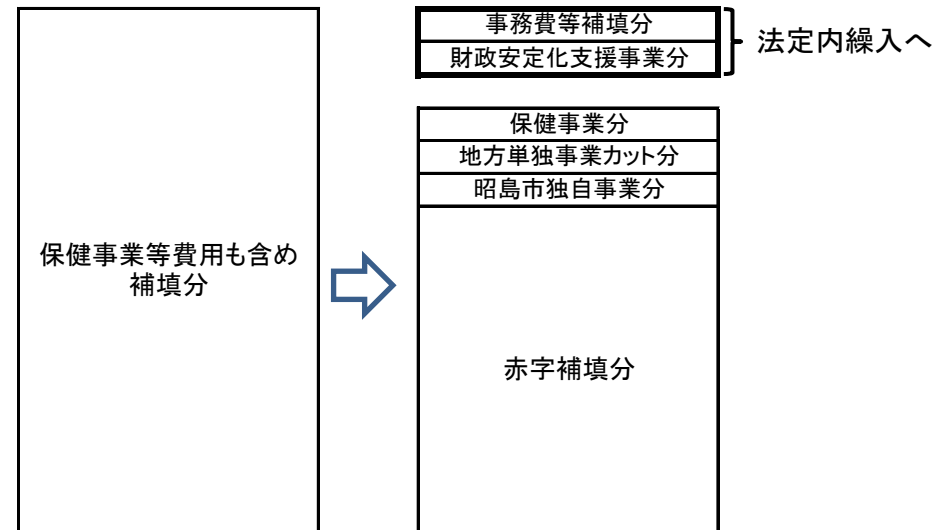 保健事業等費用も含め
補填分
事務費等補填分
財政安定化支援事業分
法定内繰入へ
保健事業分
地方単独事業カット分
昭島市独自事業分
赤字補填分